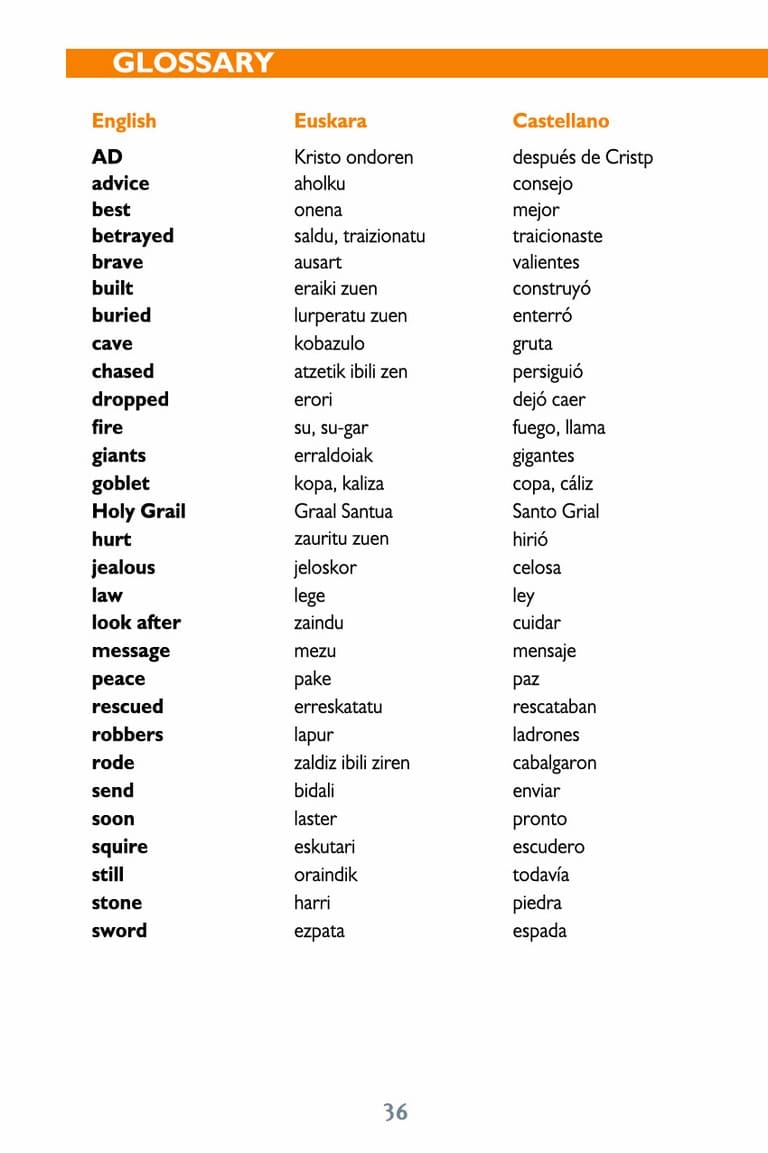 GLOSSARY
English Euskara Castellano
AD Kristo ondoren después de Cristp
advice aholku consejo
best onena mejor
betrayed saldu, traizionatu traicionaste
brave ausart valientes
built eraiki zuen construyó
buried lurperatu zuen enterró
cave kobazulo gruta
chased atzetik ibili zen persiguió
dropped erori dejó caer
fire su, su-gar fuego, llama
giants erraldoiak gigantes
goblet kopa, kaliza copa, cáliz
Holy Grail Graal Santua Santo Grial
hurt zauritu zuen hirió
jealous jeloskor celosa
law lege ley
look after zaindu cuidar
message mezu mensaje
peace pake paz
rescued erreskatatu rescataban
robbers lapur ladrones
rode zaldiz ibili ziren cabalgaron
send bidali enviar
soon laster pronto
squire eskutari escudero
still oraindik todavía
stone harri piedra
sword ezpata espada
36